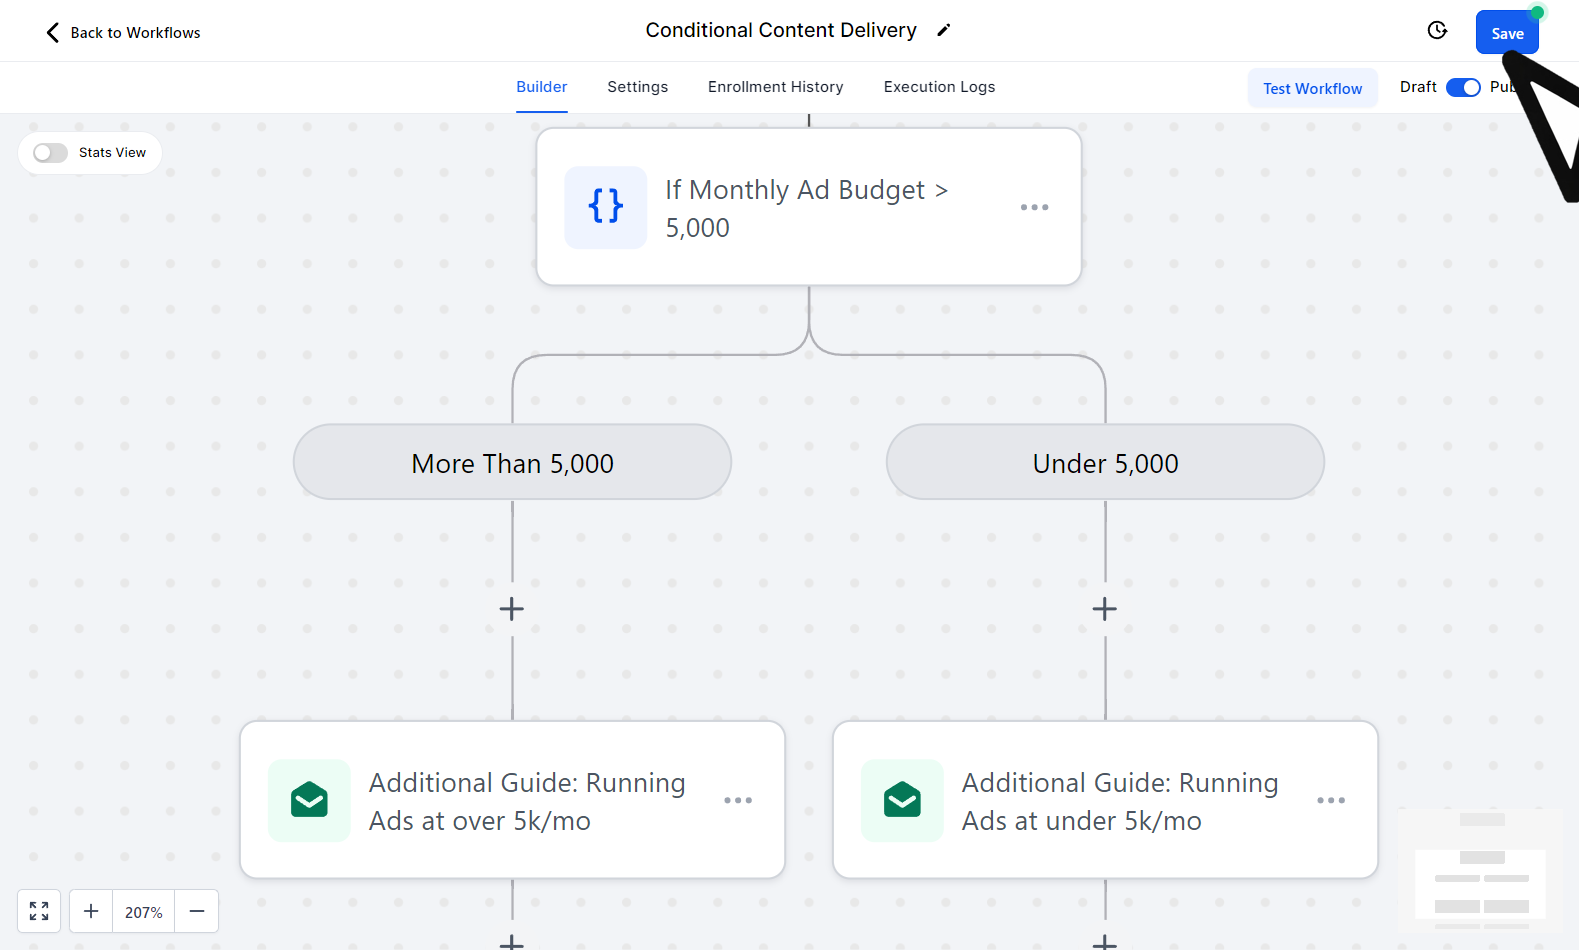 Back to Workflows
Conditional Content Delivery
Save
Builder
Settings
Enrollment History
Execution Logs
Test Workflow
Draft
Stats View
{}
If Monthly Ad Budget >
5,000
More Than 5,000
Under 5,000
Additional Guide: Running
Ads at over 5k/mo
Additional Guide: Running
Ads at under 5k/mo
207%